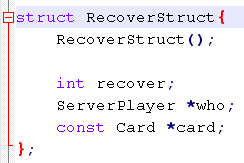 struct RecoverStruct{
RecoverStruct();
int recover;
ServerPlayer *who;
const Card *card;
};